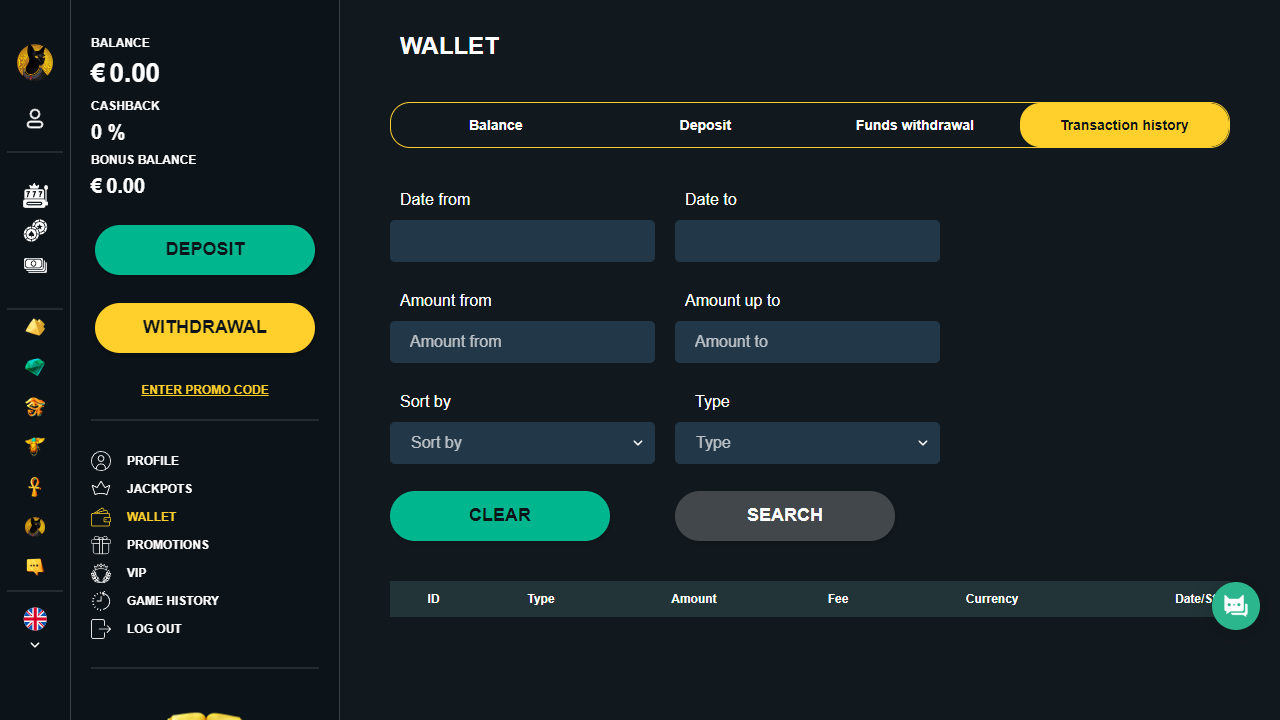 BALANCE
€ 0.00
CASHBACK
0 %
BONUS BALANCE
€ 0.00
DEPOSIT
WITHDRAWAL
ENTER PROMO CODE
PROFILE
JACKPOTS
WALLET
PROMOTIONS
VIP
GAME HISTORY
LOG OUT
WALLET
Balance Deposit Funds withdrawal Transaction history
Date from Date to
Amount from Amount up to
Amount from Amount to
Sort by Type
Sort by Type
CLEAR SEARCH
ID Type Amount Fee Currency Date/S
777